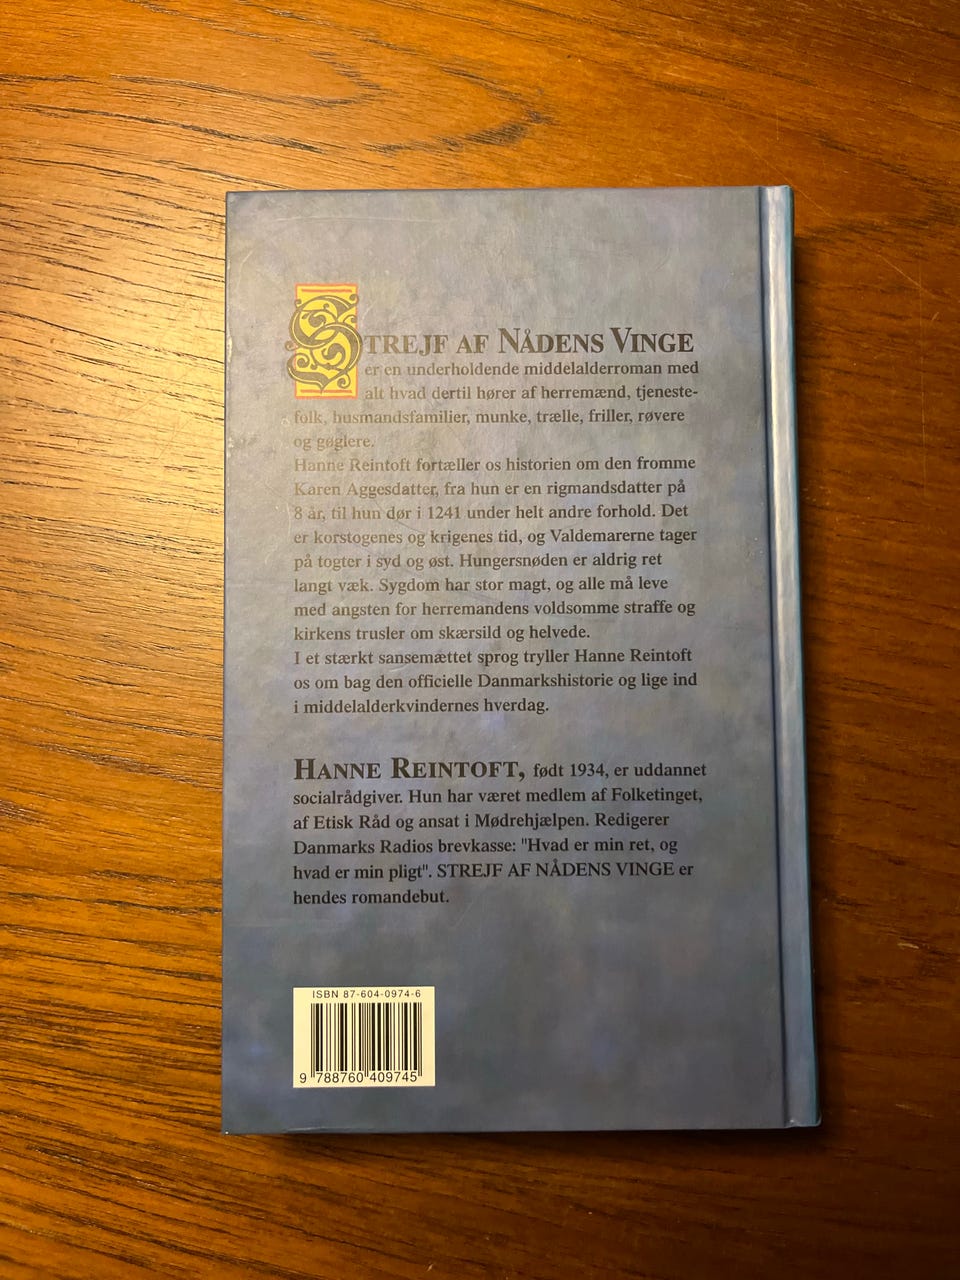 STREJF AF NÅDENS VINGE
er en underholdende middelalderroman med
alt hvad dertil hører af herremænd, tjeneste-
folk, husmandsfamilier, munke, trælle, friller, røvere
og gøglere.
Hanne Reintoft fortæller os historien om den fromme
Karen Aggesdatter, fra hun er en rigmandsdatter på
8 år, til hun dør i 1241 under helt andre forhold. Det
er korstogenes og krigenes tid, og Valdemarerne tager
på togter i syd og øst. Hungersnøden er aldrig ret
langt væk. Sygdom har stor magt, og alle må leve
med angsten for herremandens voldsomme straffe og
kirkens trusler om skærsild og helvede.
I et stærkt sansemættet sprog tryller Hanne Reintoft
os om bag den officielle Danmarkshistorie og lige ind
i middelalderkvindernes hverdag.
HANNE REINTOFT, født 1934, er uddannet
socialrådgiver. Hun har været medlem af Folketinget,
af Etisk Råd og ansat i Mødrehjælpen. Redigerer
Danmarks Radios brevkasse: "Hvad er min ret, og
hvad er min pligt". STREJF AF NÅDENS VINGE er
hendes romandebut.
ISBN 87-604-0974-6
9 788760 409745